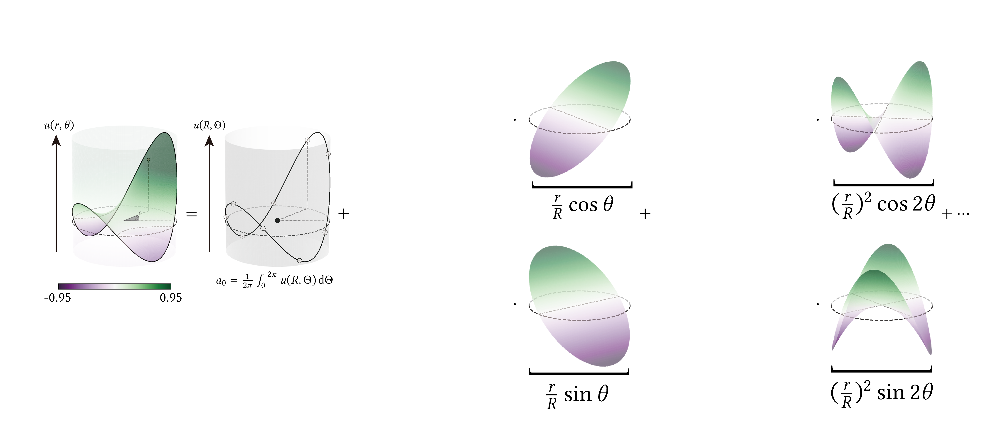 u(r, θ)
r
Θ
-0.95 0.95
=
u(R, Θ)
a₀ = 1/2π ∫₀^2π u(R, Θ) dΘ
+
·
r/R cos θ
+
·
(r/R)² cos 2θ
+ ···
·
r/R sin θ
·
(r/R)² sin 2θ